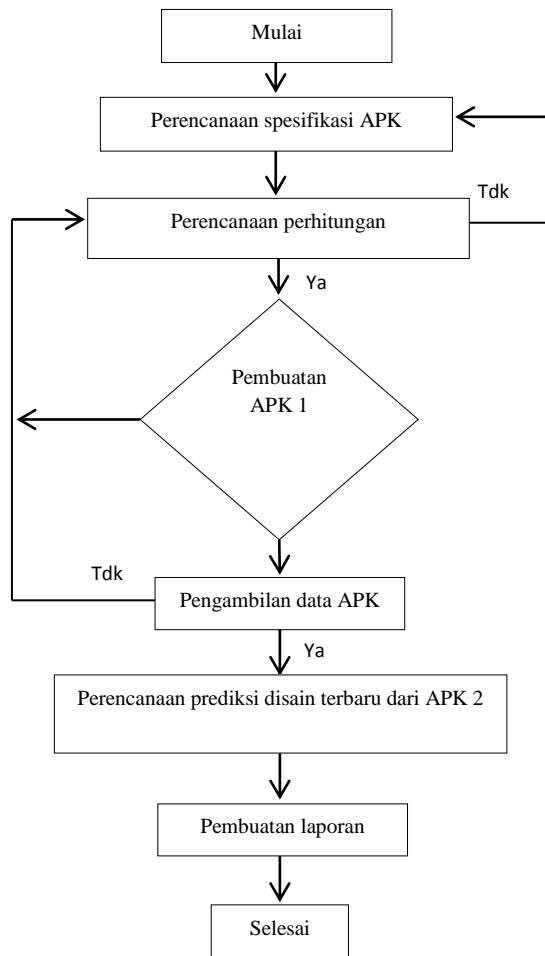 Mulai
Perencanaan spesifikasi APK
Tdk
Perencanaan perhitungan
Ya
Pembuatan
APK 1
Tdk
Pengambilan data APK
Ya
Perencanaan prediksi disain terbaru dari APK 2
Pembuatan laporan
Selesai